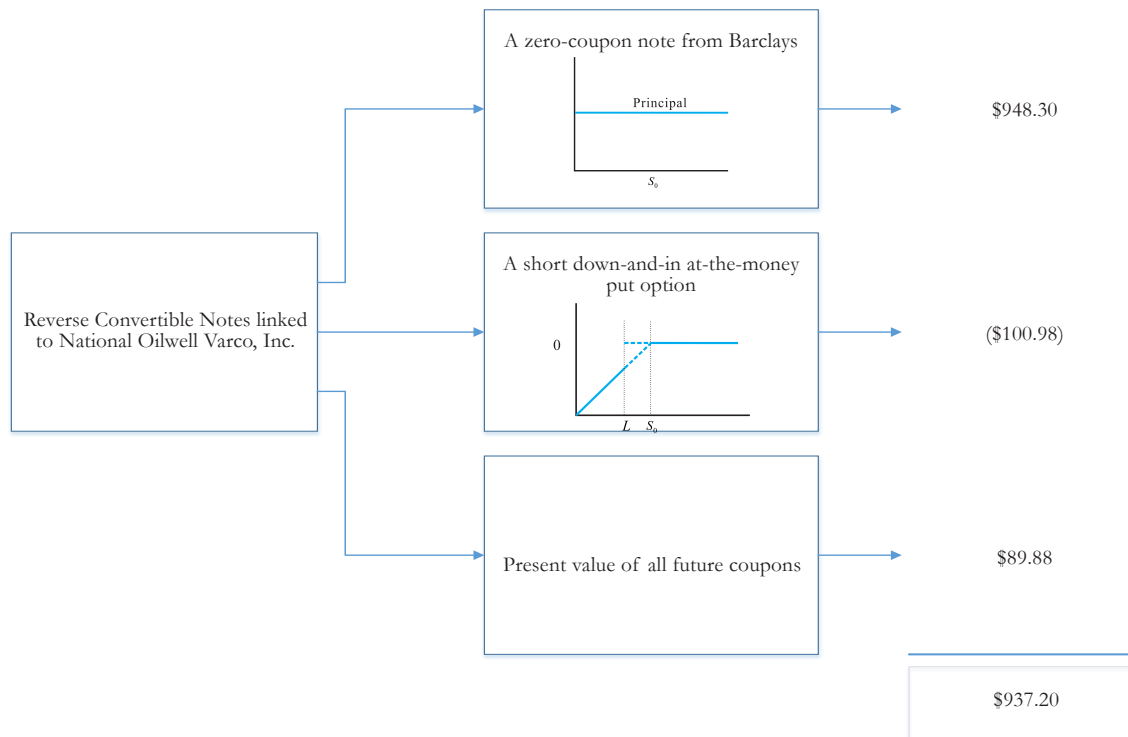 A zero-coupon note from Barclays
Principal
S₀
$948.30
Reverse Convertible Notes linked
to National Oilwell Varco, Inc.
A short down-and-in at-the-money
put option
0
L S₀
($100.98)
Present value of all future coupons
$89.88
$937.20